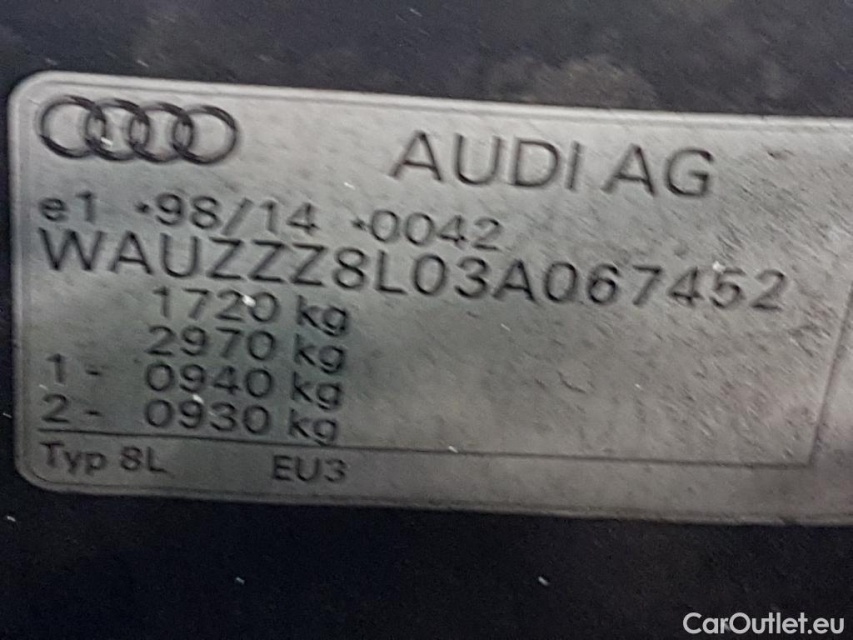 AUDI AG
e1 *98/14 *0042
WAUZZZ8L03A067452
1720 kg
2970 kg
1 - 0940 kg
2 - 0930 kg
Typ 8L EU3
CarOutlet.eu